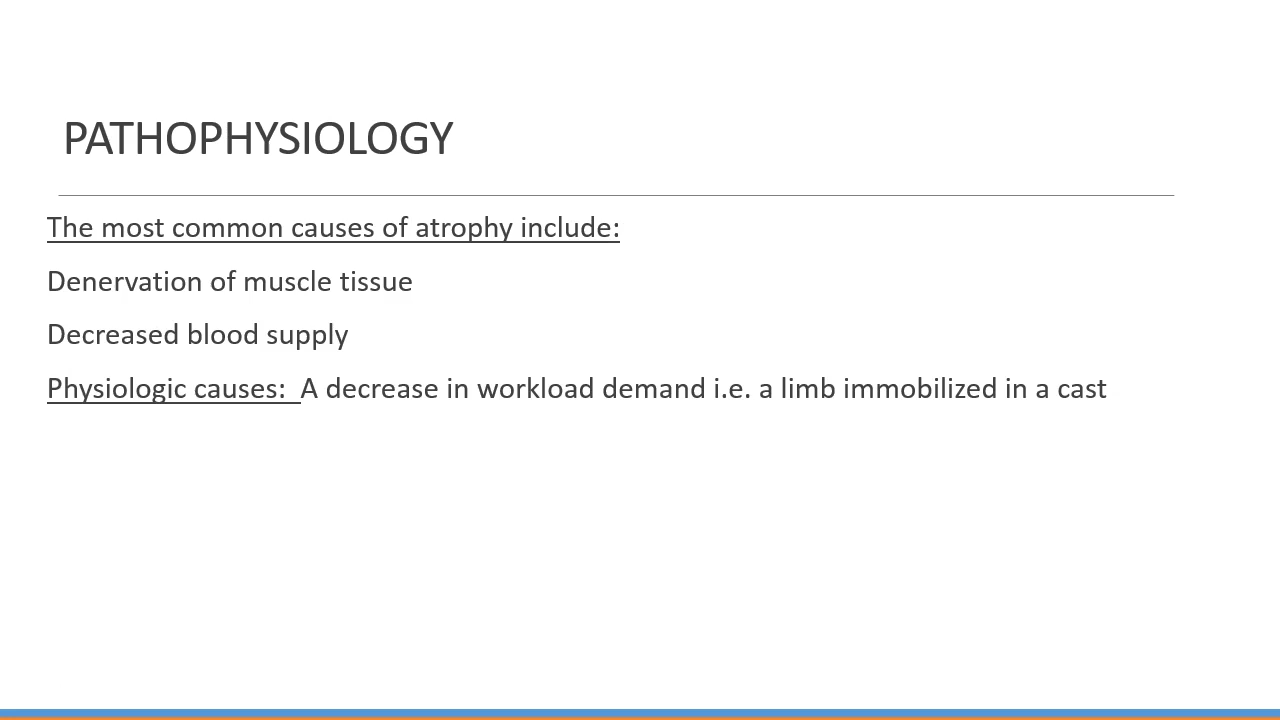 PATHOPHYSIOLOGY
The most common causes of atrophy include:
Denervation of muscle tissue
Decreased blood supply
Physiologic causes:  A decrease in workload demand i.e. a limb immobilized in a cast